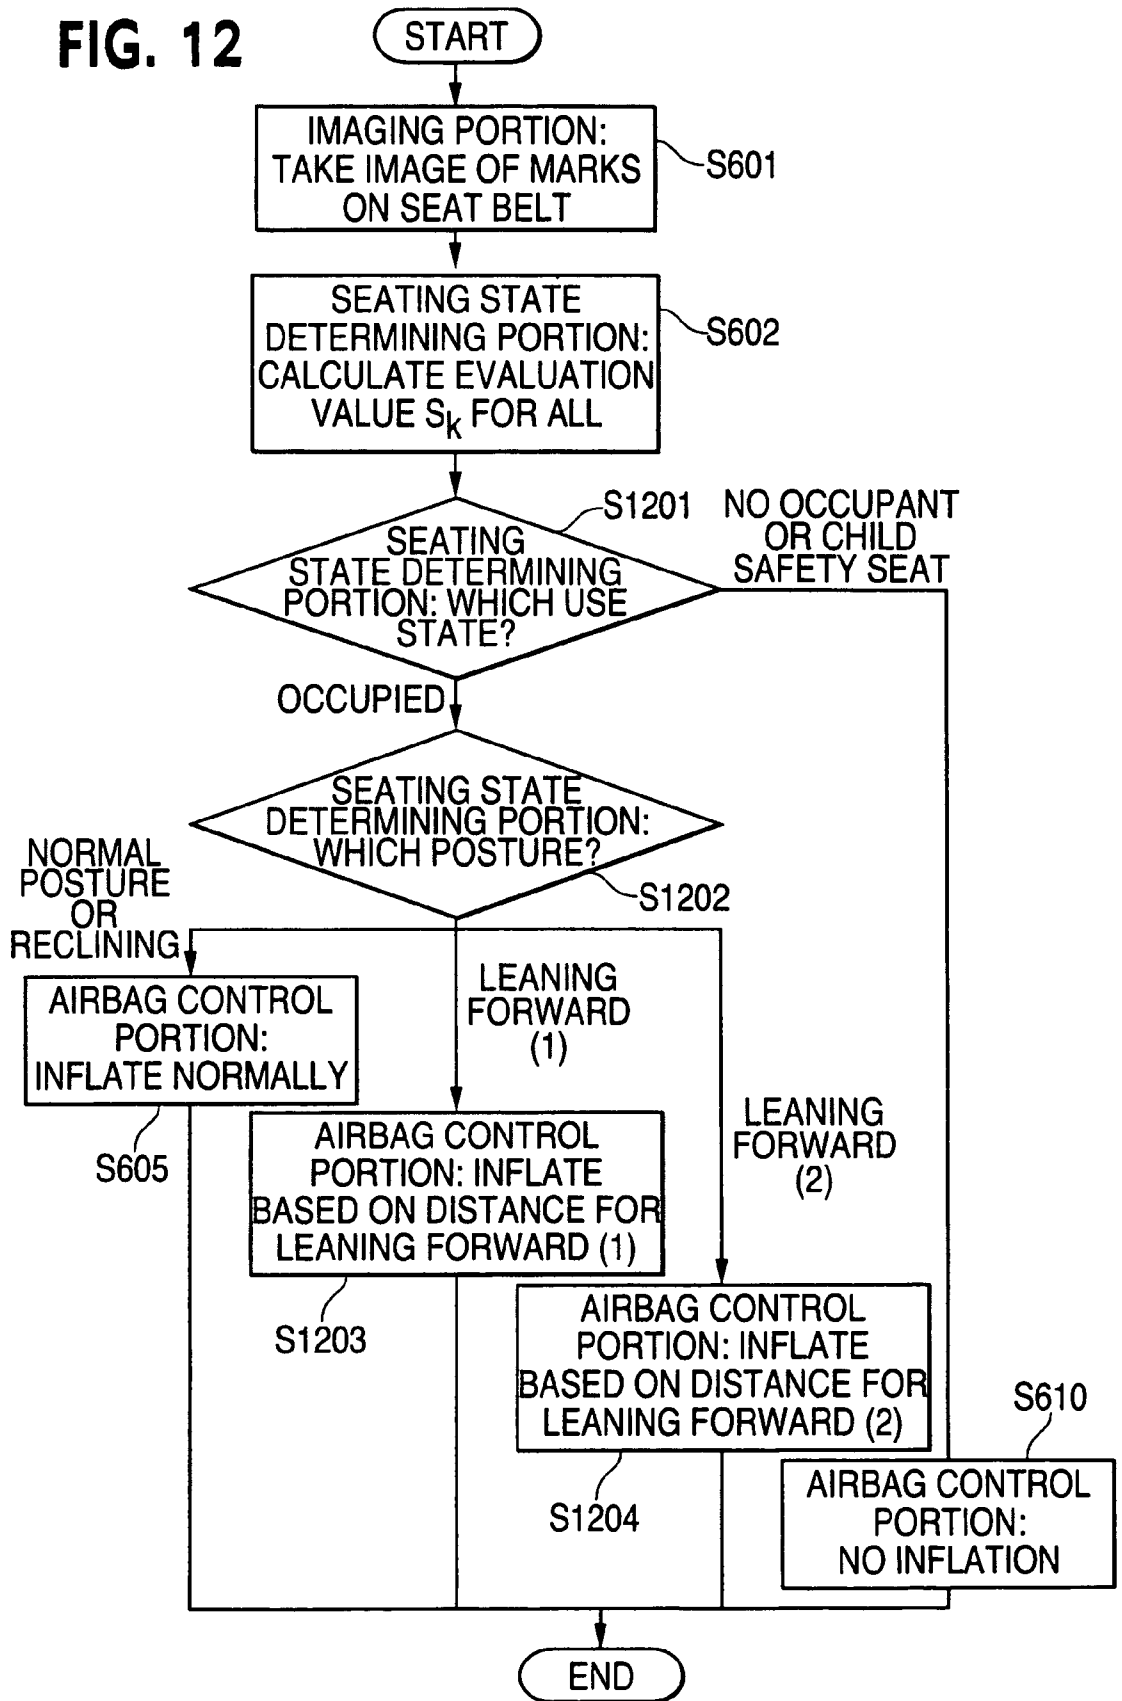 FIG. 12
START
IMAGING PORTION:
TAKE IMAGE OF MARKS
ON SEAT BELT
S601
SEATING STATE
DETERMINING PORTION:
CALCULATE EVALUATION
VALUE Sk FOR ALL
S602
S1201
SEATING
STATE DETERMINING
PORTION: WHICH USE
STATE?
NO OCCUPANT
OR CHILD
SAFETY SEAT
OCCUPIED
SEATING STATE
DETERMINING PORTION:
WHICH POSTURE?
S1202
NORMAL
POSTURE
OR
RECLINING
AIRBAG CONTROL
PORTION:
INFLATE NORMALLY
S605
LEANING
FORWARD
(1)
AIRBAG CONTROL
PORTION: INFLATE
BASED ON DISTANCE FOR
LEANING FORWARD (1)
S1203
LEANING
FORWARD
(2)
AIRBAG CONTROL
PORTION: INFLATE
BASED ON DISTANCE FOR
LEANING FORWARD (2)
S1204
S610
AIRBAG CONTROL
PORTION:
NO INFLATION
END